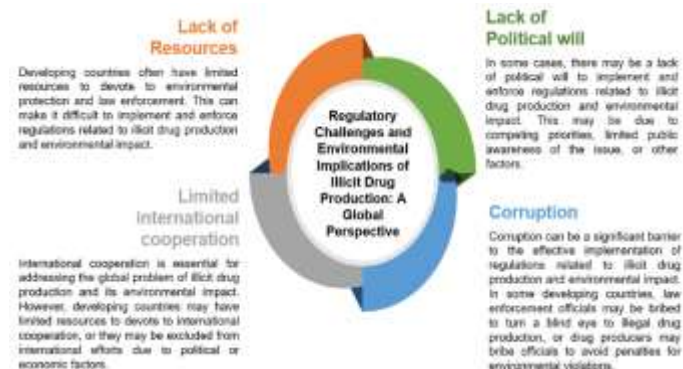 Lack of
Resources
Developing countries often have limited
resources to devote to environmental
protection and law enforcement. This can
make it difficult to implement and enforce
regulations related to illicit drug production
and environmental impact.
Lack of
Political will
In some cases, there may be a lack
of political will to implement and
enforce regulations related to illicit
drug production and environmental
impact. This may be due to
competing priorities, limited public
awareness of the issue, or other
factors.
Regulatory
Challenges and
Environmental
Implications of
Illicit Drug
Production: A
Global
Perspective
Limited
international
cooperation
International cooperation is essential for
addressing the global problem of illicit drug
production and its environmental impact.
However, developing countries may have
limited resources to devote to international
cooperation, or they may be excluded from
international efforts due to political or
economic factors.
Corruption
Corruption can be a significant barrier
to the effective implementation of
regulations related to illicit drug
production and environmental impact.
In some developing countries, law
enforcement officials may be bribed
to turn a blind eye to illegal drug
production, or drug producers may
bribe officials to avoid penalties for
environmental violations.